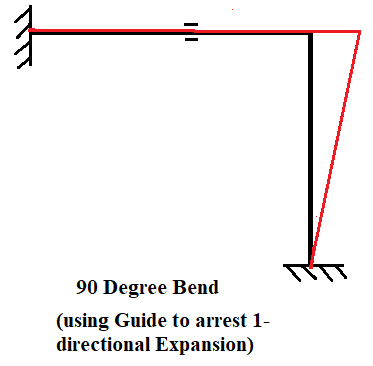 90 Degree Bend
(using Guide to arrest 1-
directional Expansion)